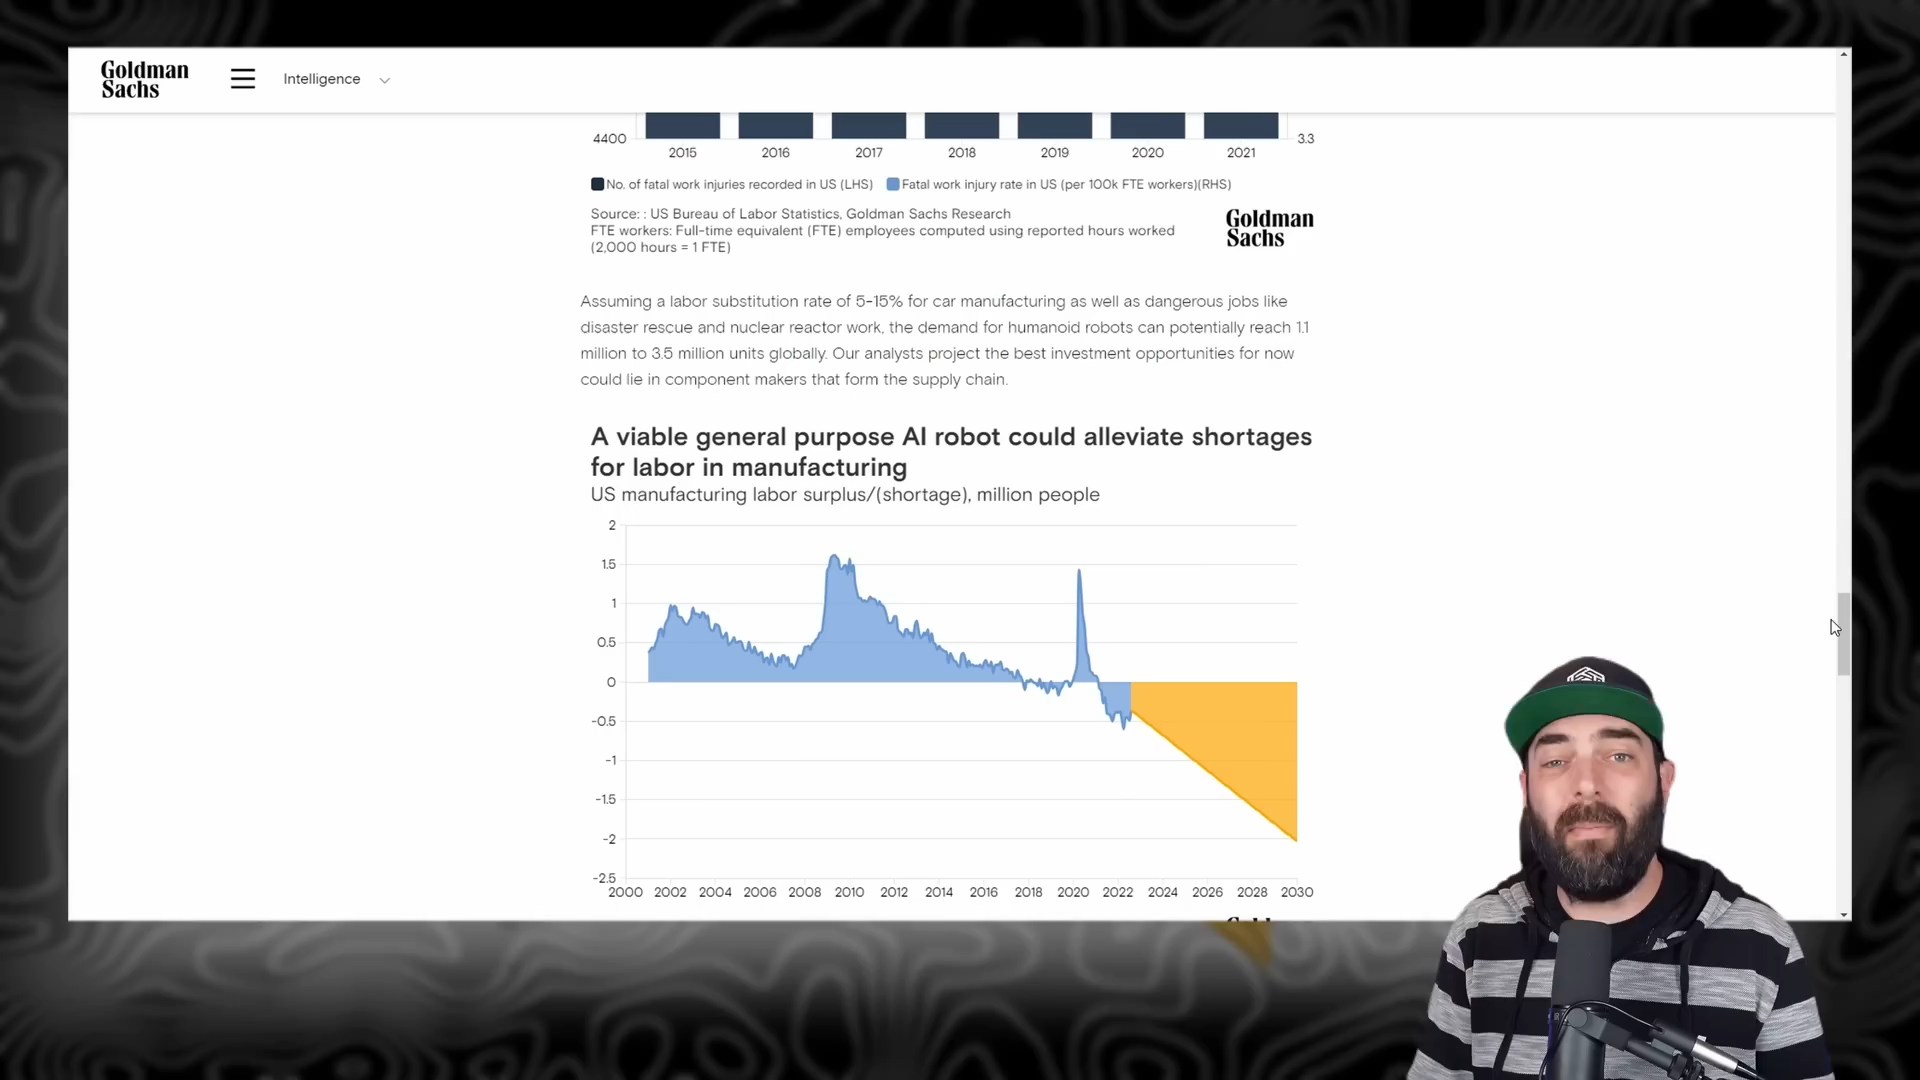 Goldman
Sachs
Intelligence
4400
3.3
2015 2016 2017 2018 2019 2020 2021
No. of fatal work injuries recorded in US (LHS) Fatal work injury rate in US (per 100k FTE workers)(RHS)
Source: : US Bureau of Labor Statistics, Goldman Sachs Research
FTE workers: Full-time equivalent (FTE) employees computed using reported hours worked
(2,000 hours = 1 FTE)
Goldman
Sachs
Assuming a labor substitution rate of 5-15% for car manufacturing as well as dangerous jobs like
disaster rescue and nuclear reactor work, the demand for humanoid robots can potentially reach 1.1
million to 3.5 million units globally. Our analysts project the best investment opportunities for now
could lie in component makers that form the supply chain.
A viable general purpose AI robot could alleviate shortages
for labor in manufacturing
US manufacturing labor surplus/(shortage), million people
2
1.5
1
0.5
0
-0.5
-1
-1.5
-2
-2.5
2000 2002 2004 2006 2008 2010 2012 2014 2016 2018 2020 2022 2024 2026 2028 2030